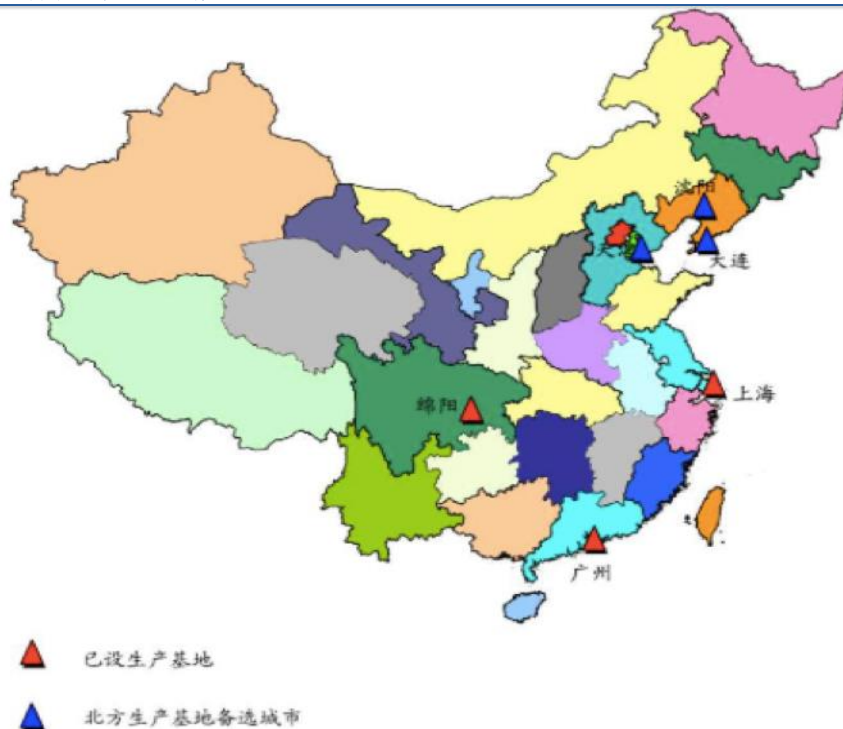 沈阳
大连
上海
绵阳
广州
已设生产基地
北方生产基地备选城市